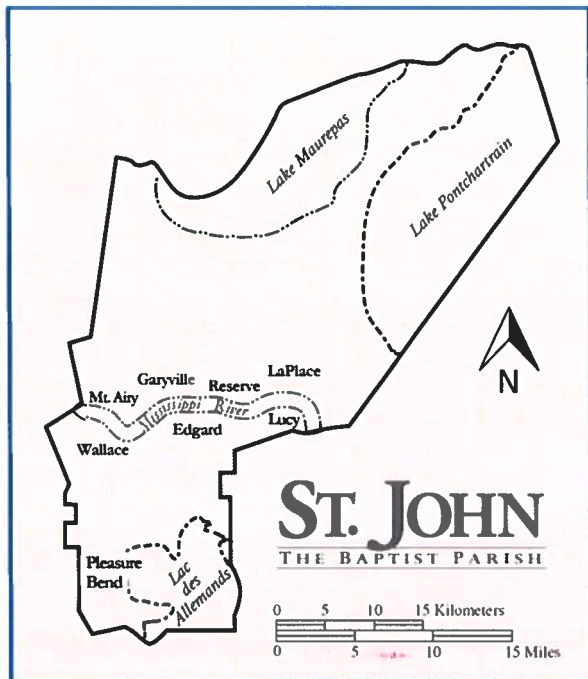 Lake Maurepas
Lake Pontchartrain
LaPlace
Garyville
Reserve
Mt. Airy
Mississippi River
Lucy
Edgard
Wallace
N
ST. JOHN
THE BAPTIST PARISH
Pleasure
Bend
Lac
des
Allemands
0 5 10 15 Kilometers
0 5 10 15 Miles